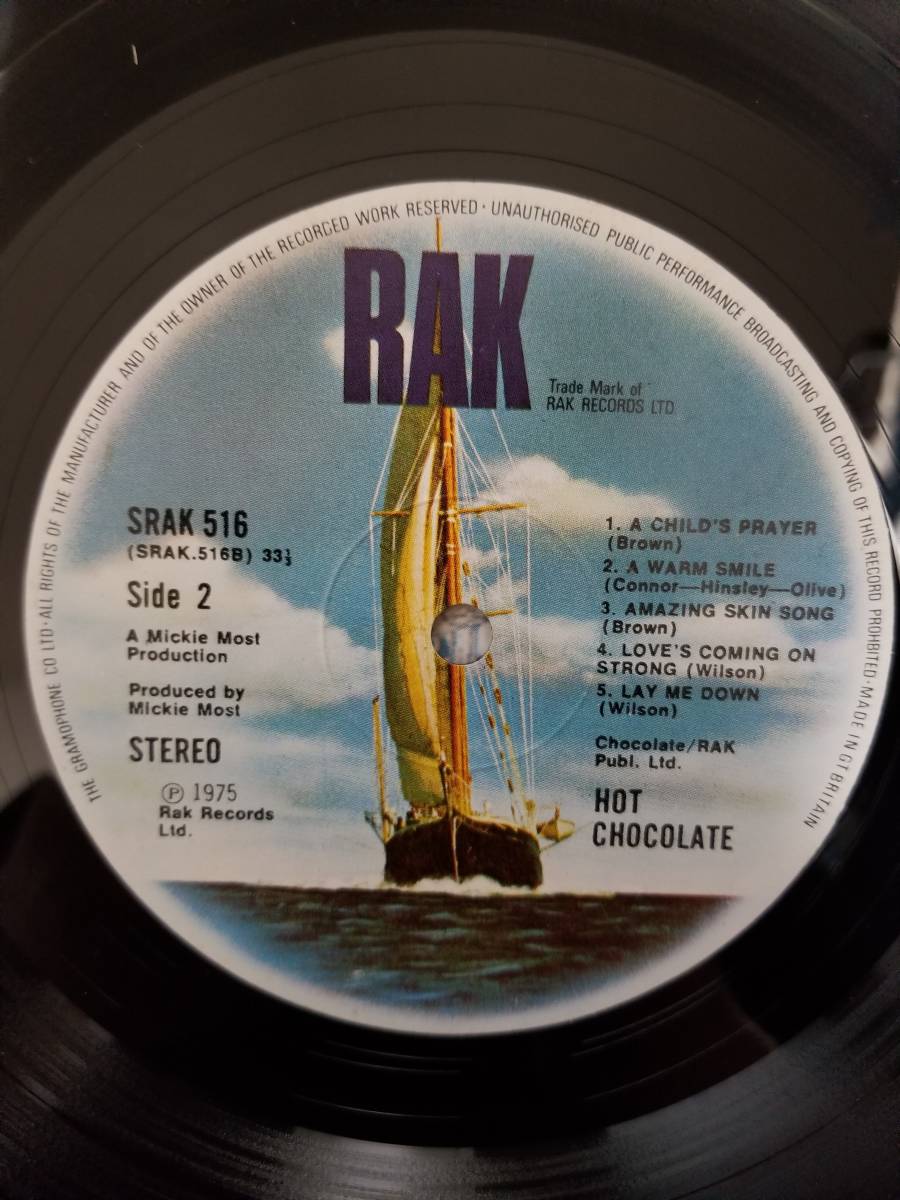 THE GRAMOPHONE CO LTD·ALL RIGHTS OF THE MANUFACTURER AND OF THE OWNER OF THE RECORDED WORK RESERVED·UNAUTHORISED PUBLIC PERFORMANCE BROADCASTING AND COPYING OF THIS RECORD PROHIBITED·MADE IN GT BRITAIN
RAK
Trade Mark of
RAK RECORDS LTD
SRAK 516
(SRAK.516B) 33⅓
Side 2
A Mickie Most
Production
Produced by
Mickie Most
STEREO
Ⓟ 1975
Rak Records
Ltd.
1. A CHILD'S PRAYER
(Brown)
2. A WARM SMILE
(Connor—Hinsley—Olive)
3. AMAZING SKIN SONG
(Brown)
4. LOVE'S COMING ON
STRONG (Wilson)
5. LAY ME DOWN
(Wilson)
Chocolate/RAK
Publ. Ltd.
HOT
CHOCOLATE